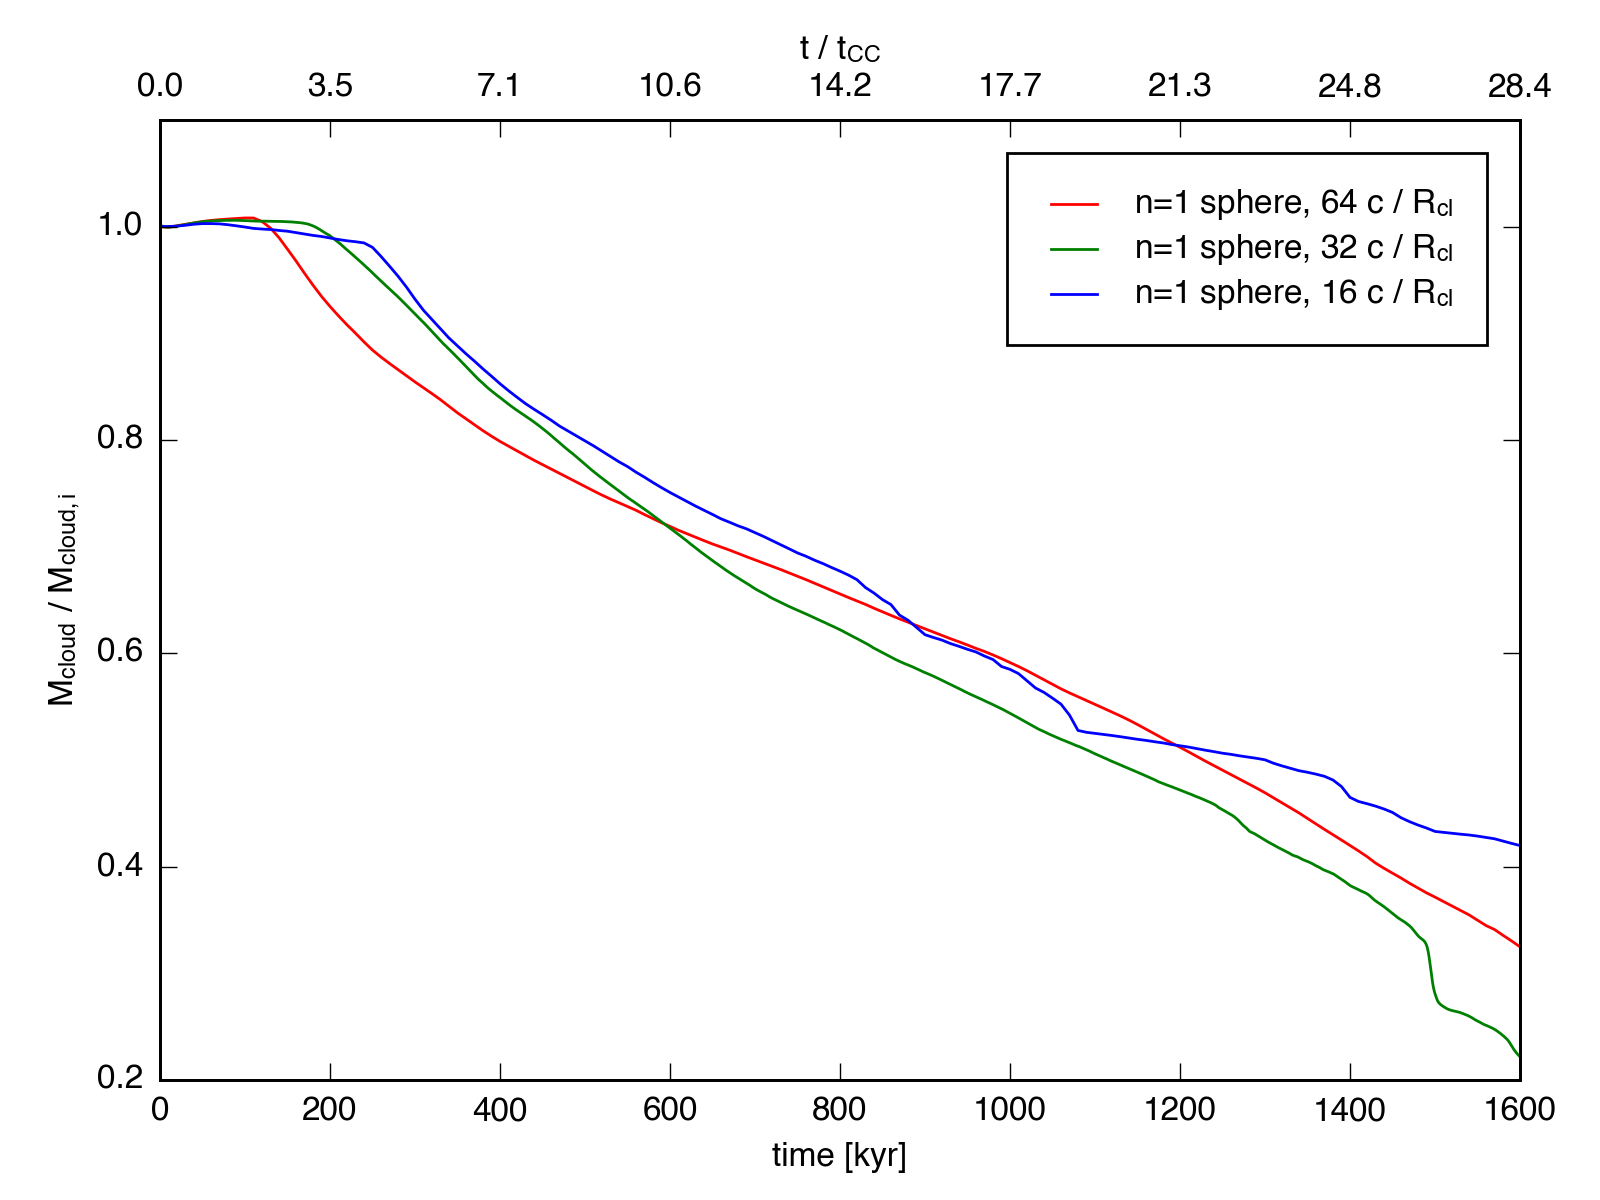 t / tCC
0.0 3.5 7.1 10.6 14.2 17.7 21.3 24.8 28.4
n=1 sphere, 64 c / Rcl
n=1 sphere, 32 c / Rcl
n=1 sphere, 16 c / Rcl
1.0
0.8
0.6
0.4
0.2
Mcloud / Mcloud,i
0 200 400 600 800 1000 1200 1400 1600
time [kyr]